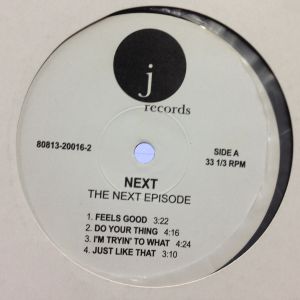 j
records
80813-20016-2
SIDE A
33 1/3 RPM
NEXT
THE NEXT EPISODE
1. FEELS GOOD 3:22
2. DO YOUR THING 4:16
3. I'M TRYIN' TO WHAT 4:24
4. JUST LIKE THAT 3:10